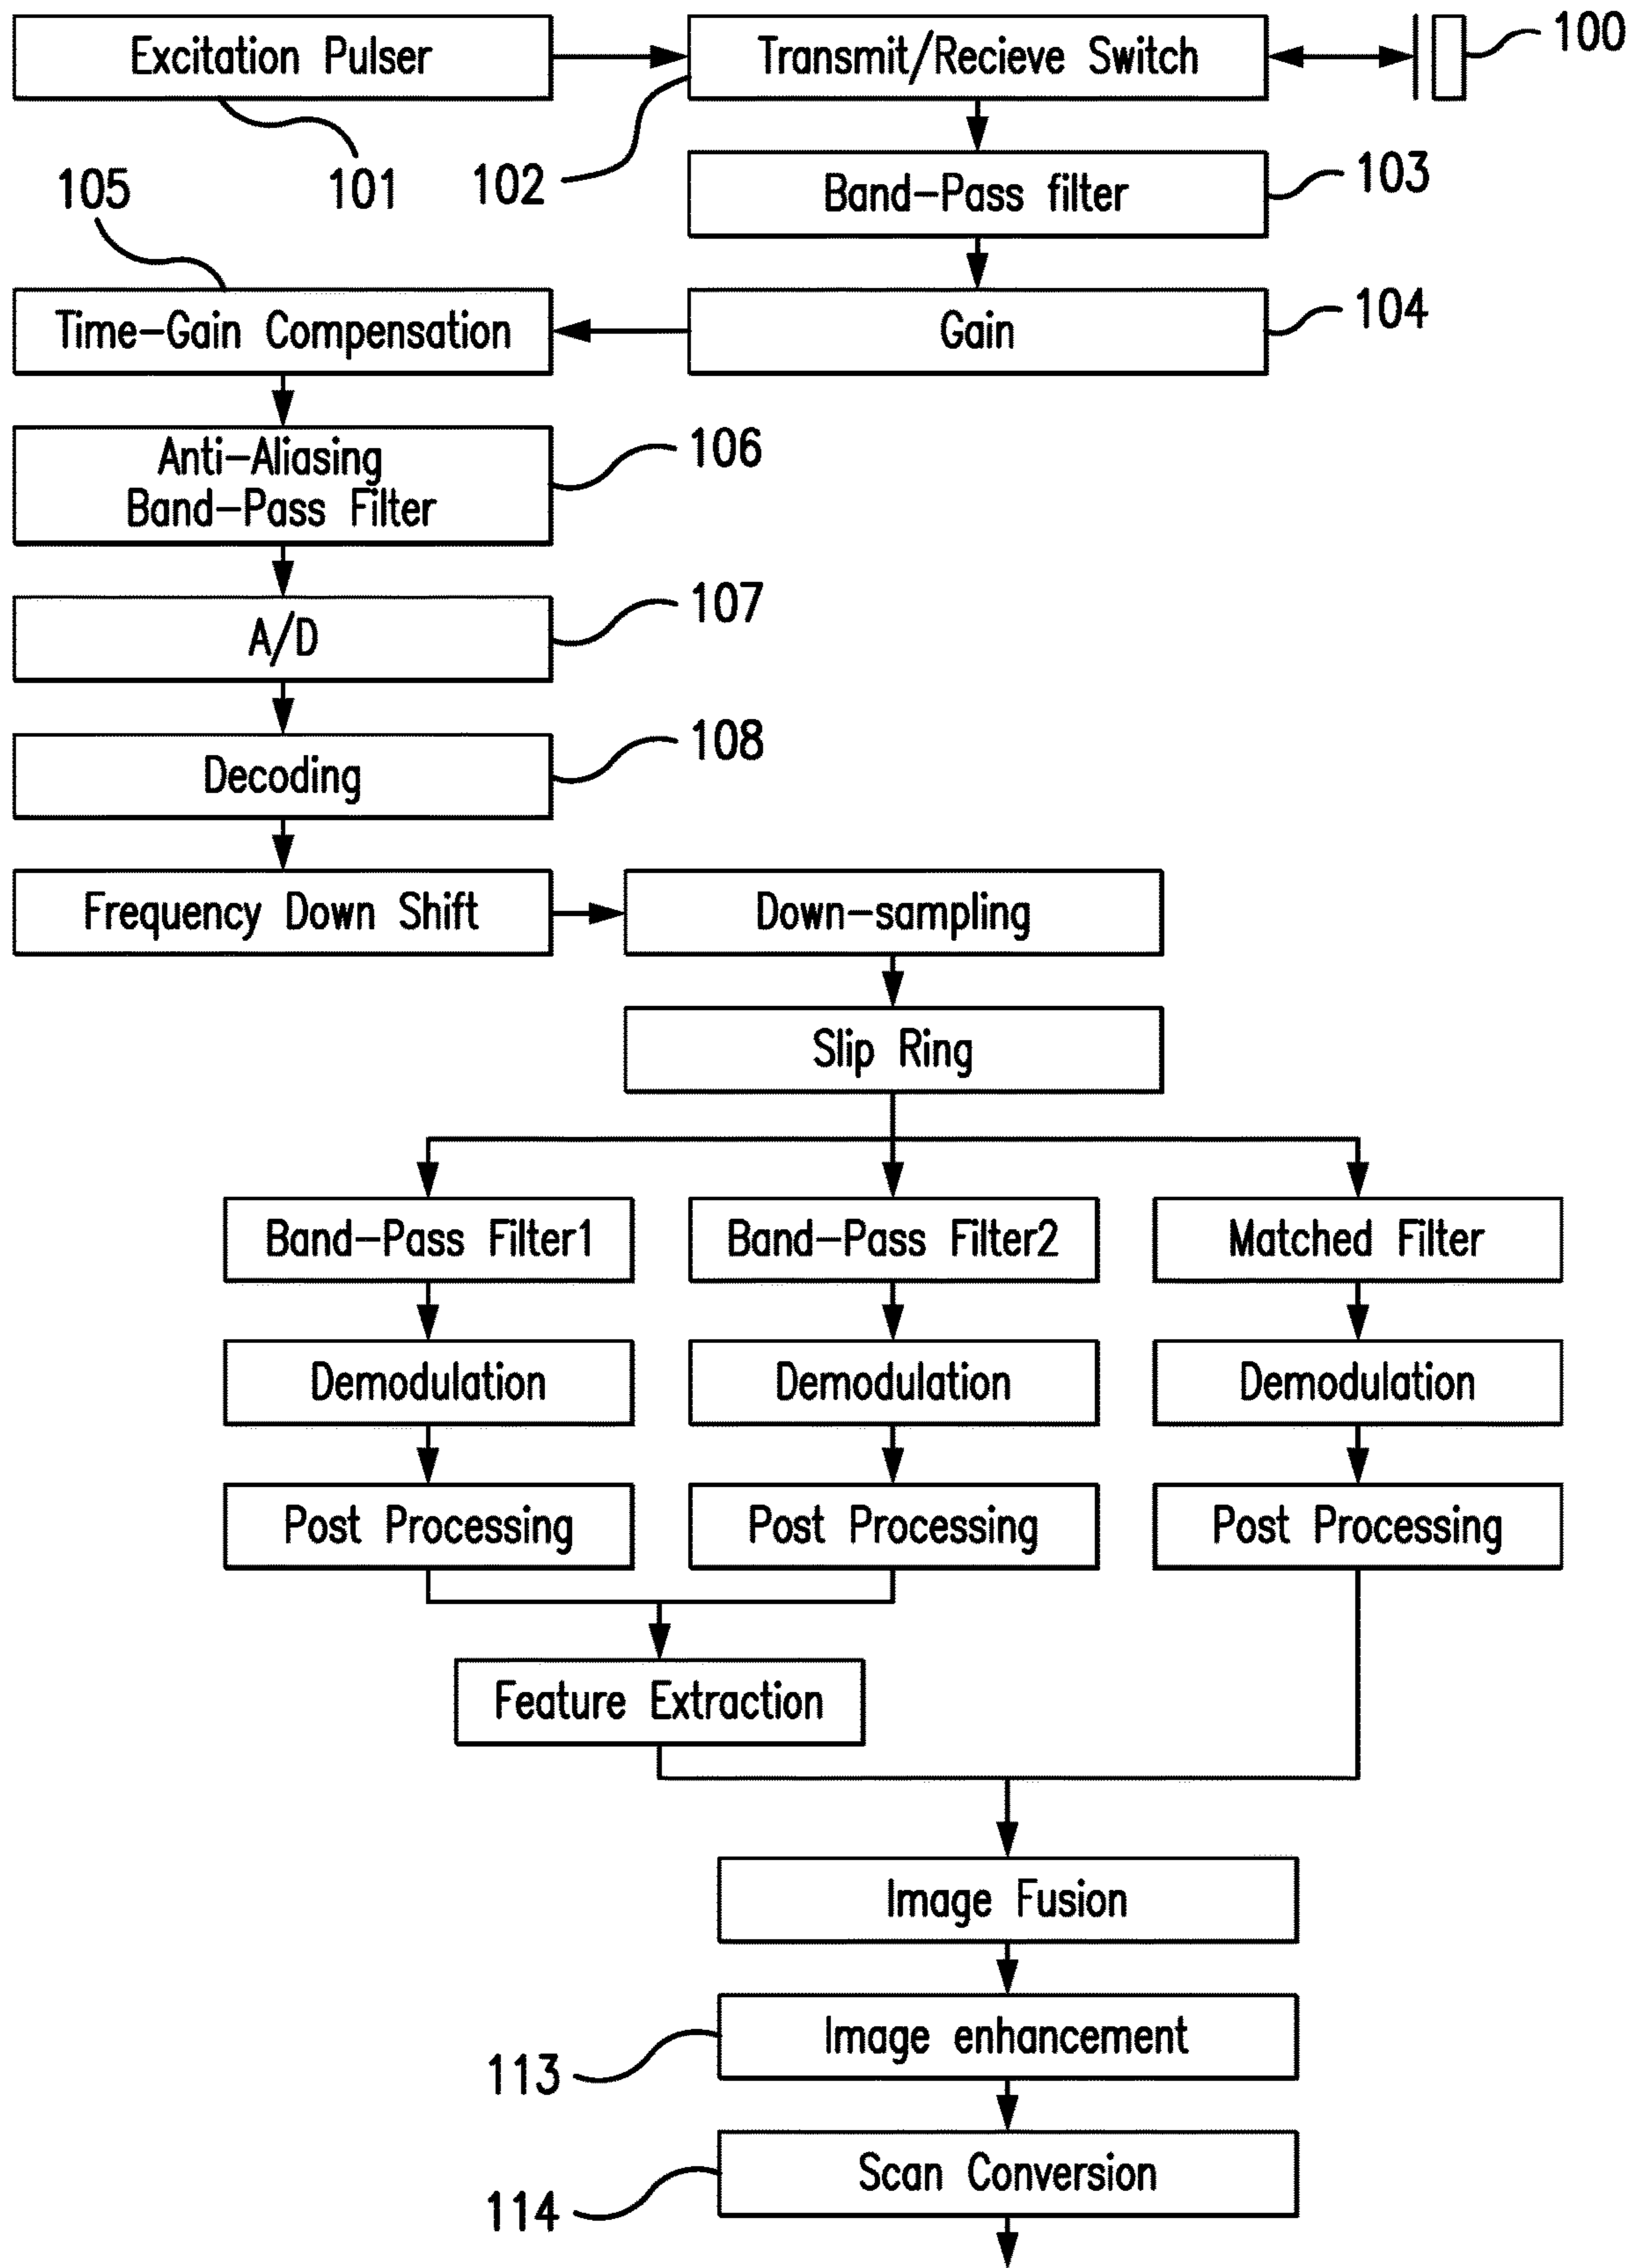 Excitation Pulser
Transmit/Recieve Switch
100
101
102
Band-Pass filter
103
105
Time-Gain Compensation
Gain
104
Anti-Aliasing
Band-Pass Filter
106
A/D
107
Decoding
108
Frequency Down Shift
Down-sampling
Slip Ring
Band-Pass Filter1
Band-Pass Filter2
Matched Filter
Demodulation
Demodulation
Demodulation
Post Processing
Post Processing
Post Processing
Feature Extraction
Image Fusion
Image enhancement
113
Scan Conversion
114